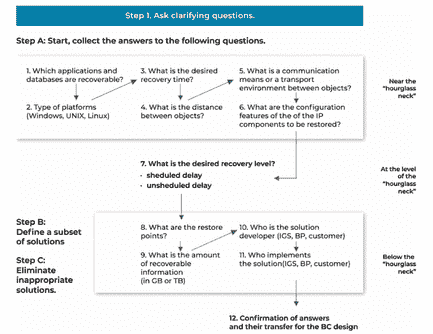 Step 1. Ask clarifying questions.
Step A: Start, collect the answers to the following questions.
1. Which applications and
databases are recoverable?
2. Type of platforms
(Windows, UNIX, Linux)
3. What is the desired
recovery time?
4. What is the distance
between objects?
5. What is a communication
means or a transport
environment between objects?
6. What are the configuration
features of the of the IP
components to be restored?
Near the
"hourglass
neck"
7. What is the desired recovery level?
• sheduled delay
• unsheduled delay
At the level
of the
"hourglass
neck"
Step B:
Define a subset
of solutions
Step C:
Eliminate
inappropriate
solutions.
8. What are the restore
points?
9. What is the amount
of recoverable
information
(in GB or TB)
10. Who is the solution
developer (IGS, BP, customer)
11. Who implements
the solution(IGS, BP, customer)
Below the
"hourglass
neck"
12. Confirmation of answers
and their transfer for the BC design